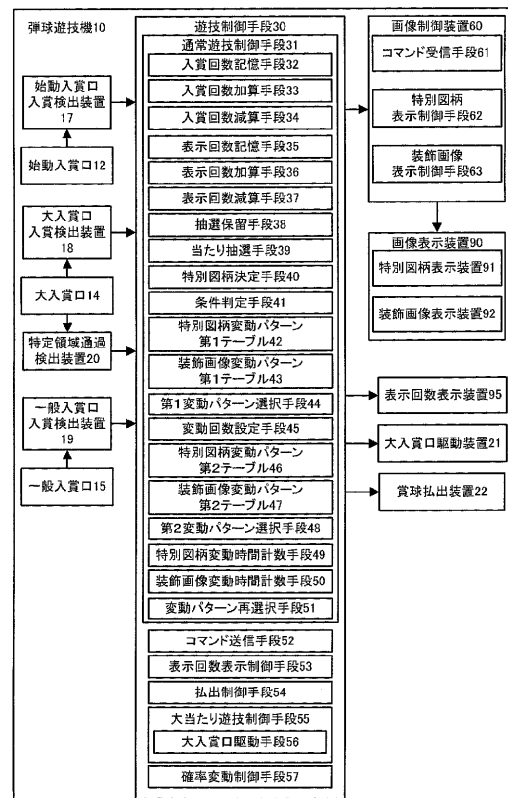 弾球遊技機10
始動入賞口
入賞検出装置
17
始動入賞口12
大入賞口
入賞検出装置
18
大入賞口14
特定領域通過
検出装置20
一般入賞口
入賞検出装置
19
一般入賞口15
遊技制御手段30
通常遊技制御手段31
入賞回数記憶手段32
入賞回数加算手段33
入賞回数減算手段34
表示回数記憶手段35
表示回数加算手段36
表示回数減算手段37
抽選保留手段38
当たり抽選手段39
特別図柄決定手段40
条件判定手段41
特別図柄変動パターン
第1テーブル42
装飾画像変動パターン
第1テーブル43
第1変動パターン選択手段44
変動回数設定手段45
特別図柄変動パターン
第2テーブル46
装飾画像変動パターン
第2テーブル47
第2変動パターン選択手段48
特別図柄変動時間計数手段49
装飾画像変動時間計数手段50
変動パターン再選択手段51
コマンド送信手段52
表示回数表示制御手段53
払出制御手段54
大当たり遊技制御手段55
大入賞口駆動手段56
確率変動制御手段57
画像制御装置60
コマンド受信手段61
特別図柄
表示制御手段62
装飾画像
表示制御手段63
画像表示装置90
特別図柄表示装置91
装飾画像表示装置92
表示回数表示装置95
大入賞口駆動装置21
賞球払出装置22